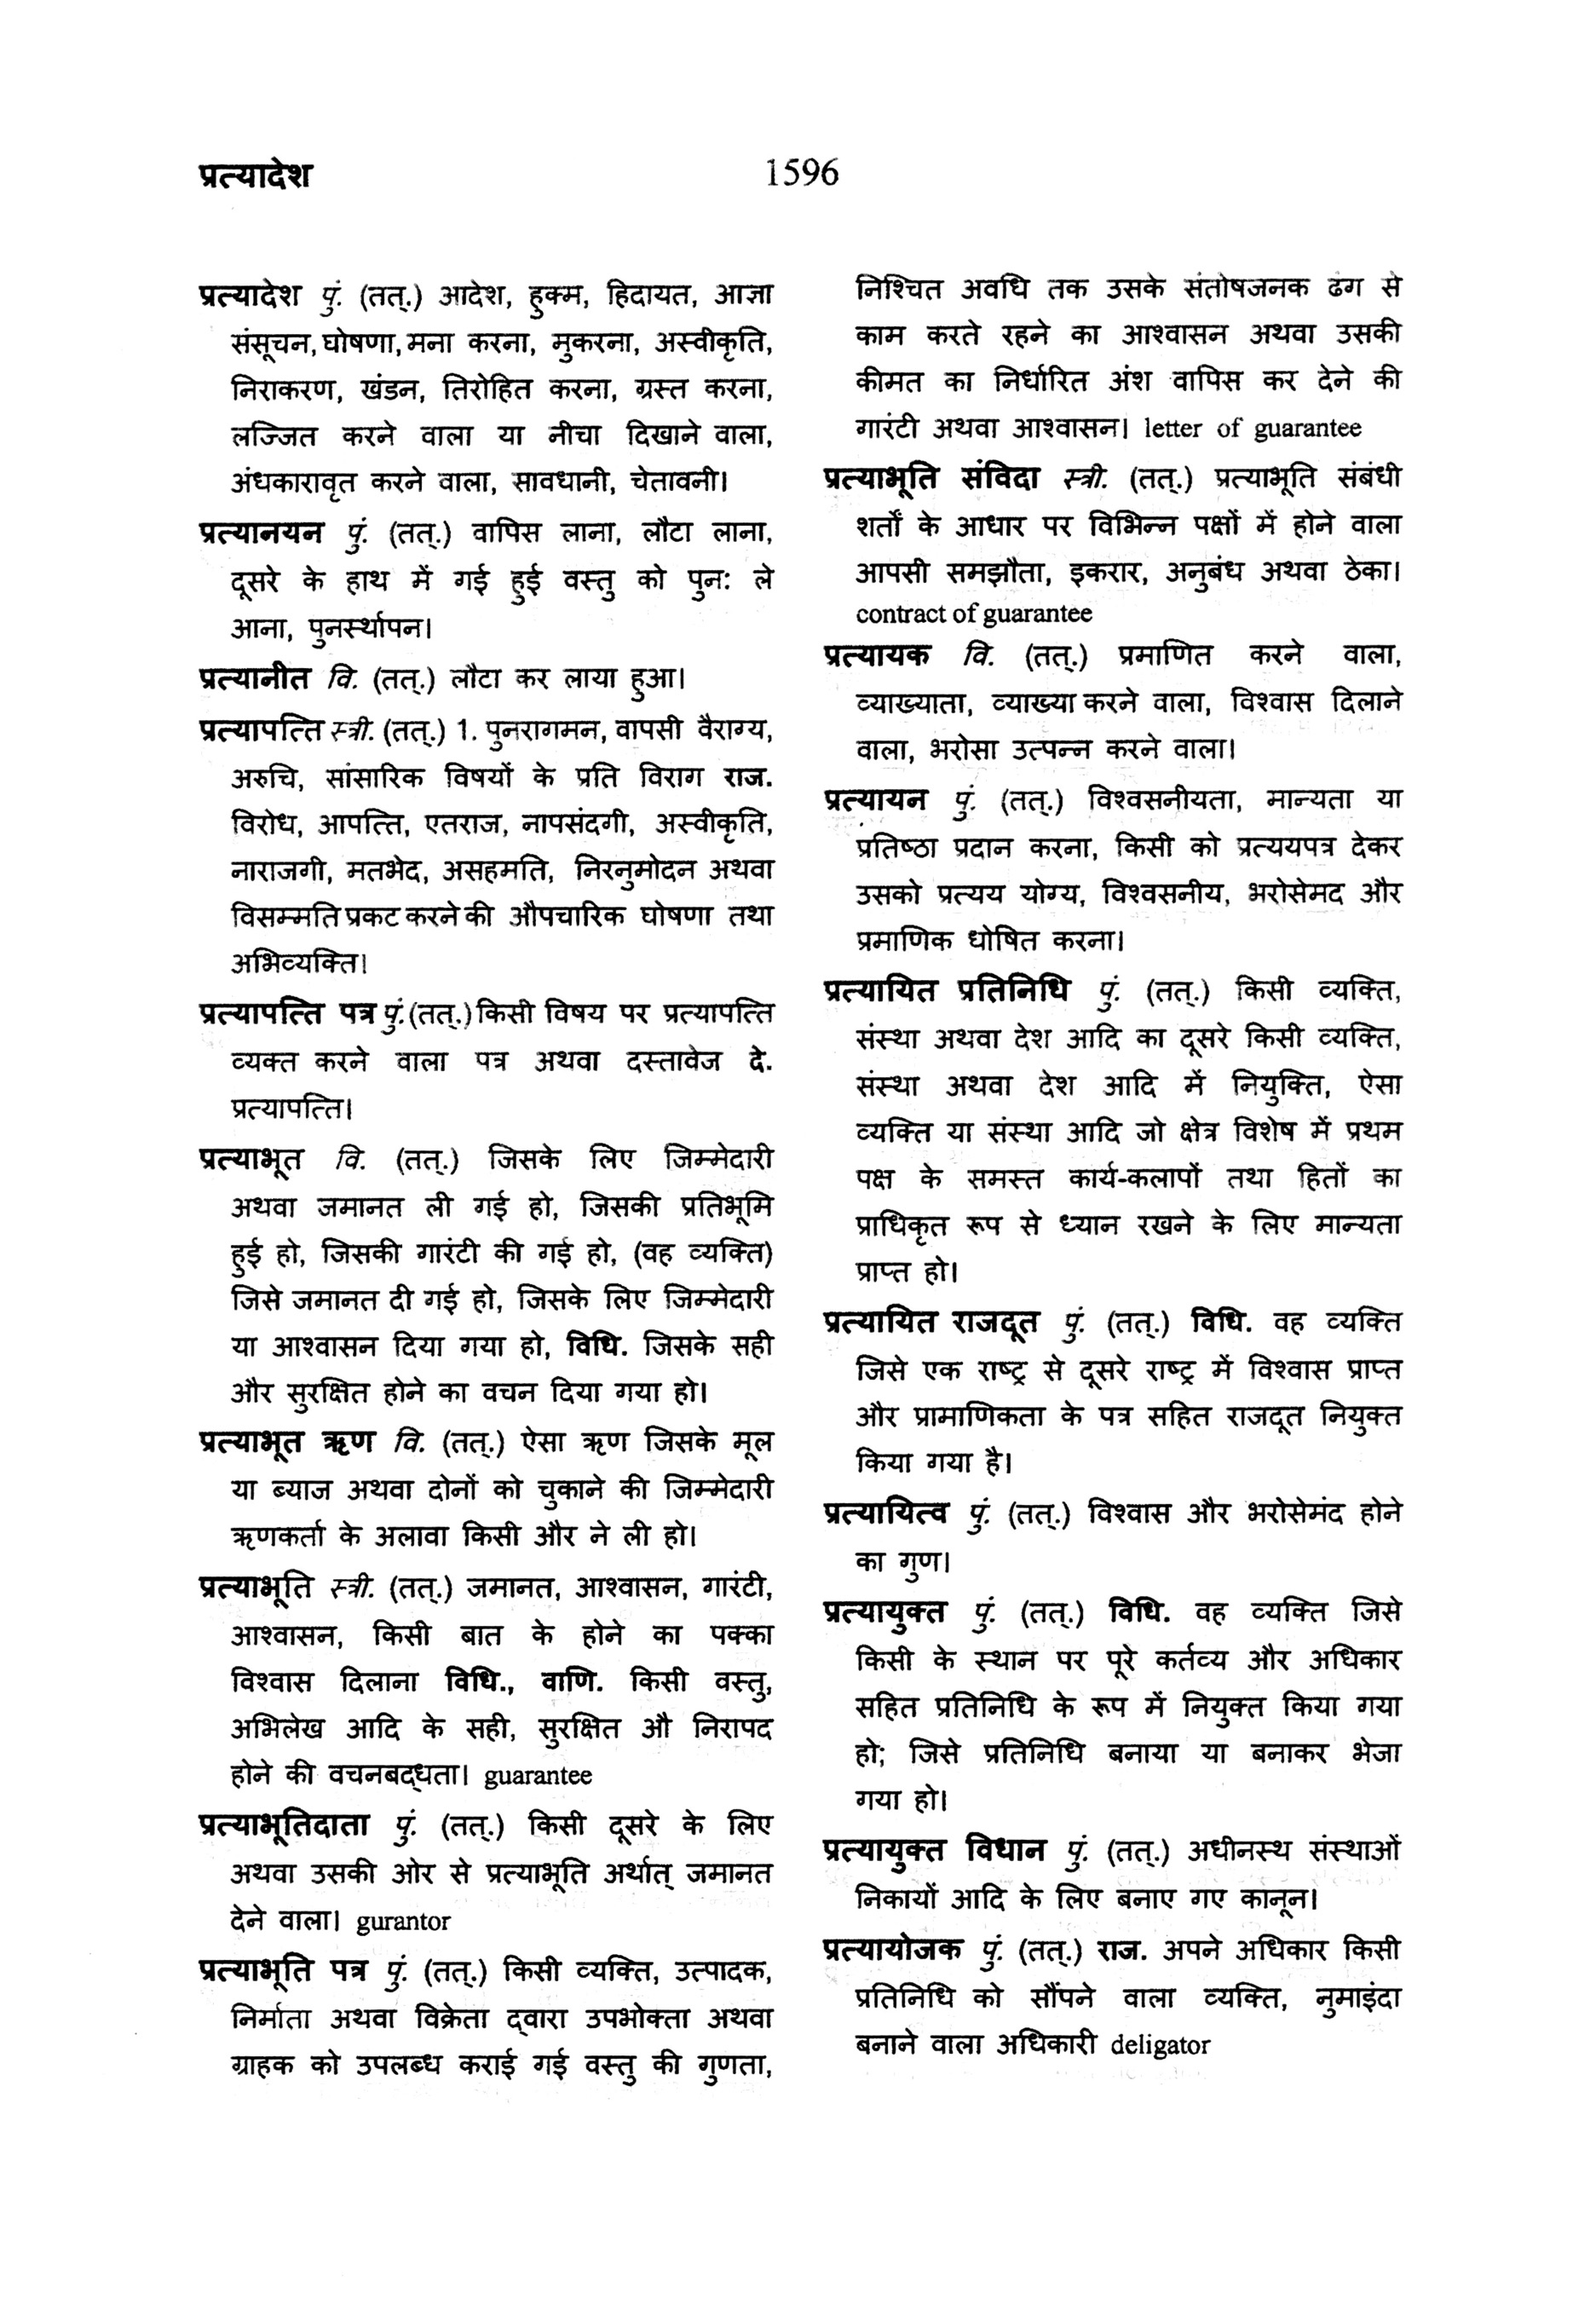 प्रत्यादेश
1596
प्रत्यादेश पुं. (तत्.) आदेश, हुक्म, हिदायत, आज्ञा
संसूचन, घोषणा, मना करना, मुकरना, अस्वीकृति,
निराकरण, खंडन, तिरोहित करना, ग्रस्त करना,
लज्जित करने वाला या नीचा दिखाने वाला,
अंधकारावृत करने वाला, सावधानी, चेतावनी।
प्रत्यानयन पुं. (तत्.) वापिस लाना, लौटा लाना,
दूसरे के हाथ में गई हुई वस्तु को पुन: ले
आना, पुनर्स्थापन।
प्रत्यानीत वि. (तत्.) लौटा कर लाया हुआ।
प्रत्यापत्ति स्त्री. (तत्.) 1. पुनरागमन, वापसी वैराग्य,
अरुचि, सांसारिक विषयों के प्रति विराग राज.
विरोध, आपत्ति, एतराज, नापसंदगी, अस्वीकृति,
नाराजगी, मतभेद, असहमति, निरनुमोदन अथवा
विसम्मति प्रकट करने की औपचारिक घोषणा तथा
अभिव्यक्ति।
प्रत्यापत्ति पत्र पुं. (तत्.) किसी विषय पर प्रत्यापत्ति
व्यक्त करने वाला पत्र अथवा दस्तावेज दे.
प्रत्यापत्ति।
प्रत्याभूत वि. (तत्.) जिसके लिए जिम्मेदारी
अथवा जमानत ली गई हो, जिसकी प्रतिभूमि
हुई हो, जिसकी गारंटी की गई हो, (वह व्यक्ति)
जिसे जमानत दी गई हो, जिसके लिए जिम्मेदारी
या आश्वासन दिया गया हो, विधि. जिसके सही
और सुरक्षित होने का वचन दिया गया हो।
प्रत्याभूत ऋण वि. (तत्.) ऐसा ऋण जिसके मूल
या ब्याज अथवा दोनों को चुकाने की जिम्मेदारी
ऋणकर्ता के अलावा किसी और ने ली हो।
प्रत्याभूति स्त्री. (तत्.) जमानत, आश्वासन, गारंटी,
आश्वासन, किसी बात के होने का पक्का
विश्वास दिलाना विधि., वाणि. किसी वस्तु,
अभिलेख आदि के सही, सुरक्षित औ निरापद
होने की वचनबद्धता। guarantee
प्रत्याभूतिदाता पुं. (तत्.) किसी दूसरे के लिए
अथवा उसकी ओर से प्रत्याभूति अर्थात् जमानत
देने वाला। gurantor
प्रत्याभूति पत्र पुं. (तत्.) किसी व्यक्ति, उत्पादक,
निर्माता अथवा विक्रेता द्वारा उपभोक्ता अथवा
ग्राहक को उपलब्ध कराई गई वस्तु की गुणता,
निश्चित अवधि तक उसके संतोषजनक ढंग से
काम करते रहने का आश्वासन अथवा उसकी
कीमत का निर्धारित अंश वापिस कर देने की
गारंटी अथवा आश्वासन। letter of guarantee
प्रत्याभूति संविदा स्त्री. (तत्.) प्रत्याभूति संबंधी
शर्तों के आधार पर विभिन्न पक्षों में होने वाला
आपसी समझौता, इकरार, अनुबंध अथवा ठेका।
contract of guarantee
प्रत्यायक वि. (तत्.) प्रमाणित करने वाला,
व्याख्याता, व्याख्या करने वाला, विश्वास दिलाने
वाला, भरोसा उत्पन्न करने वाला।
प्रत्यायन पुं. (तत्.) विश्वसनीयता, मान्यता या
प्रतिष्ठा प्रदान करना, किसी को प्रत्ययपत्र देकर
उसको प्रत्यय योग्य, विश्वसनीय, भरोसेमद और
प्रमाणिक धोषित करना।
प्रत्यायित प्रतिनिधि पुं. (तत्.) किसी व्यक्ति,
संस्था अथवा देश आदि का दूसरे किसी व्यक्ति,
संस्था अथवा देश आदि में नियुक्ति, ऐसा
व्यक्ति या संस्था आदि जो क्षेत्र विशेष में प्रथम
पक्ष के समस्त कार्य-कलापों तथा हितों का
प्राधिकृत रूप से ध्यान रखने के लिए मान्यता
प्राप्त हो।
प्रत्यायित राजदूत पुं. (तत्.) विधि. वह व्यक्ति
जिसे एक राष्ट्र से दूसरे राष्ट्र में विश्वास प्राप्त
और प्रामाणिकता के पत्र सहित राजदूत नियुक्त
किया गया है।
प्रत्यायित्व पुं. (तत्.) विश्वास और भरोसेमंद होने
का गुण।
प्रत्यायुक्त पुं. (तत्.) विधि. वह व्यक्ति जिसे
किसी के स्थान पर पूरे कर्तव्य और अधिकार
सहित प्रतिनिधि के रूप में नियुक्त किया गया
हो; जिसे प्रतिनिधि बनाया या बनाकर भेजा
गया हो।
प्रत्यायुक्त विधान पुं. (तत्.) अधीनस्थ संस्थाओं
निकायों आदि के लिए बनाए गए कानून।
प्रत्यायोजक पुं. (तत्.) राज. अपने अधिकार किसी
प्रतिनिधि को सौंपने वाला व्यक्ति, नुमाइंदा
बनाने वाला अधिकारी deligator